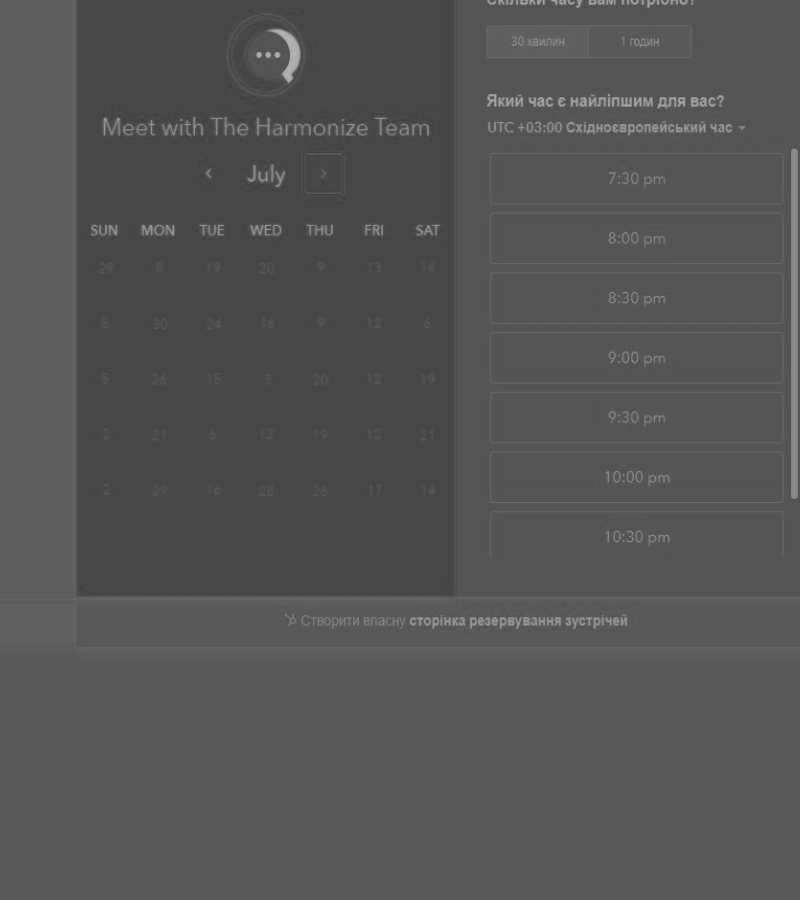 Скільки часу вам потрібно?
30 хвилин 1 годин
Meet with The Harmonize Team
July
SUN MON TUE WED THU FRI SAT
29 8 19 20 9 13 14
5 30 24 16 9 12 6
5 26 15 3 20 12 19
2 21 6 12 19 12 21
2 29 16 28 26 17 14
Який час є найліпшим для вас?
UTC +03:00 Східноєвропейський час
7:30 pm
8:00 pm
8:30 pm
9:00 pm
9:30 pm
10:00 pm
10:30 pm
Створити власну сторінка резервування зустрічей